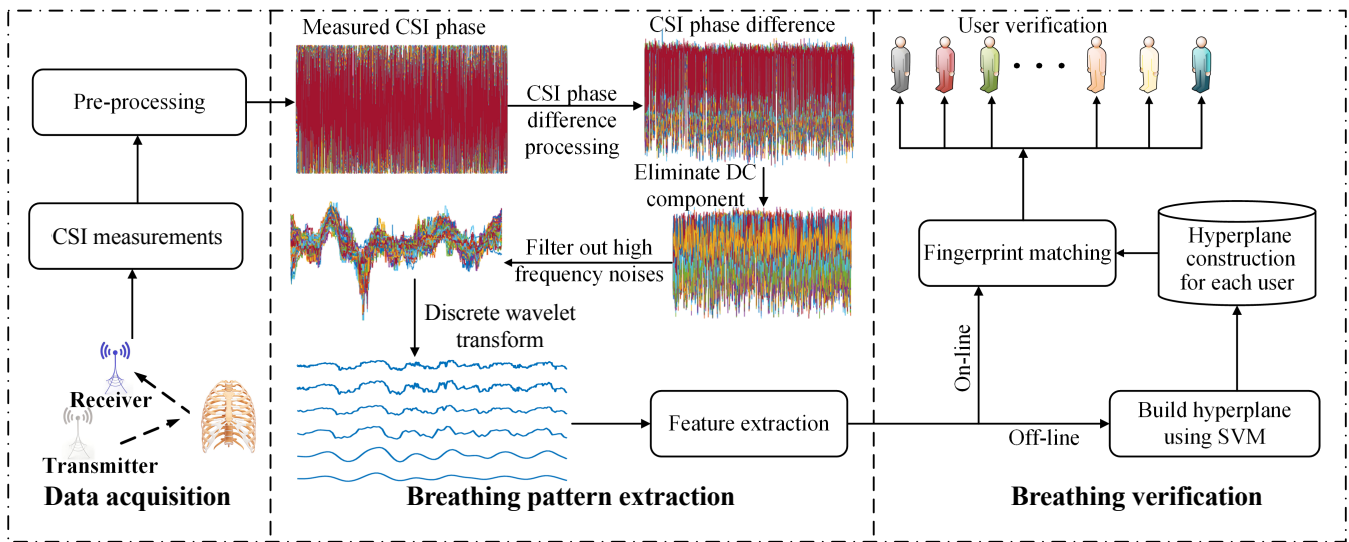 Pre-processing
CSI measurements
Receiver
Transmitter
Data acquisition
Measured CSI phase
CSI phase
difference
processing
CSI phase difference
Eliminate DC
component
Filter out high
frequency noises
Discrete wavelet
transform
Feature extraction
Breathing pattern extraction
User verification
Fingerprint matching
Hyperplane
construction
for each user
On-line
Off-line
Build hyperplane
using SVM
Breathing verification